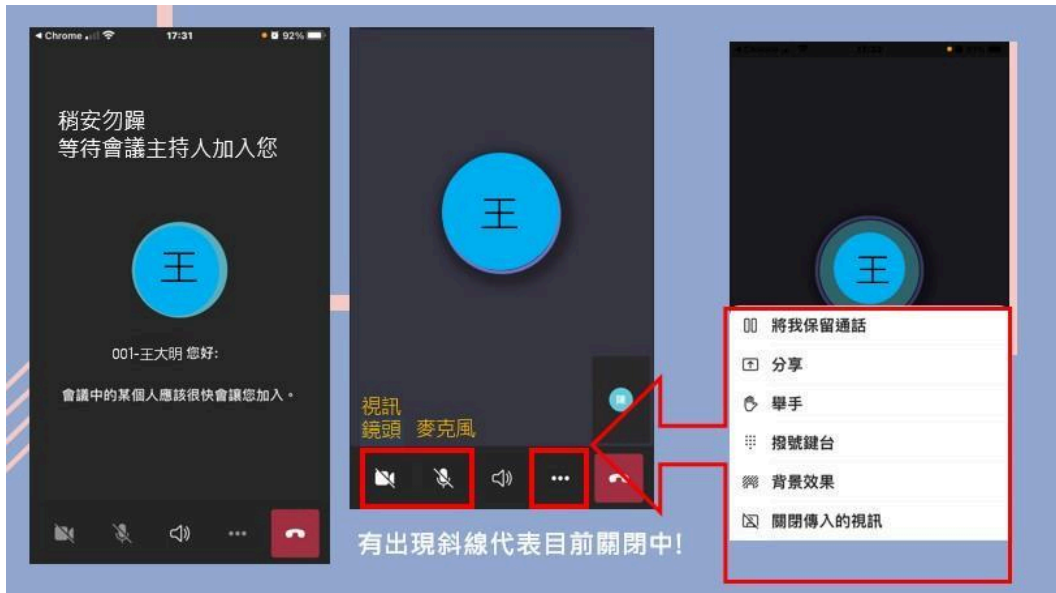 Chrome
17:31
92%
稍安勿躁
等待會議主持人加入您
王
001-王大明 您好:
會議中的某個人應該很快會讓您加入。
王
陳
視訊
鏡頭 麥克風
有出現斜線代表目前關閉中!
王
將我保留通話
分享
舉手
撥號鍵台
背景效果
關閉傳入的視訊